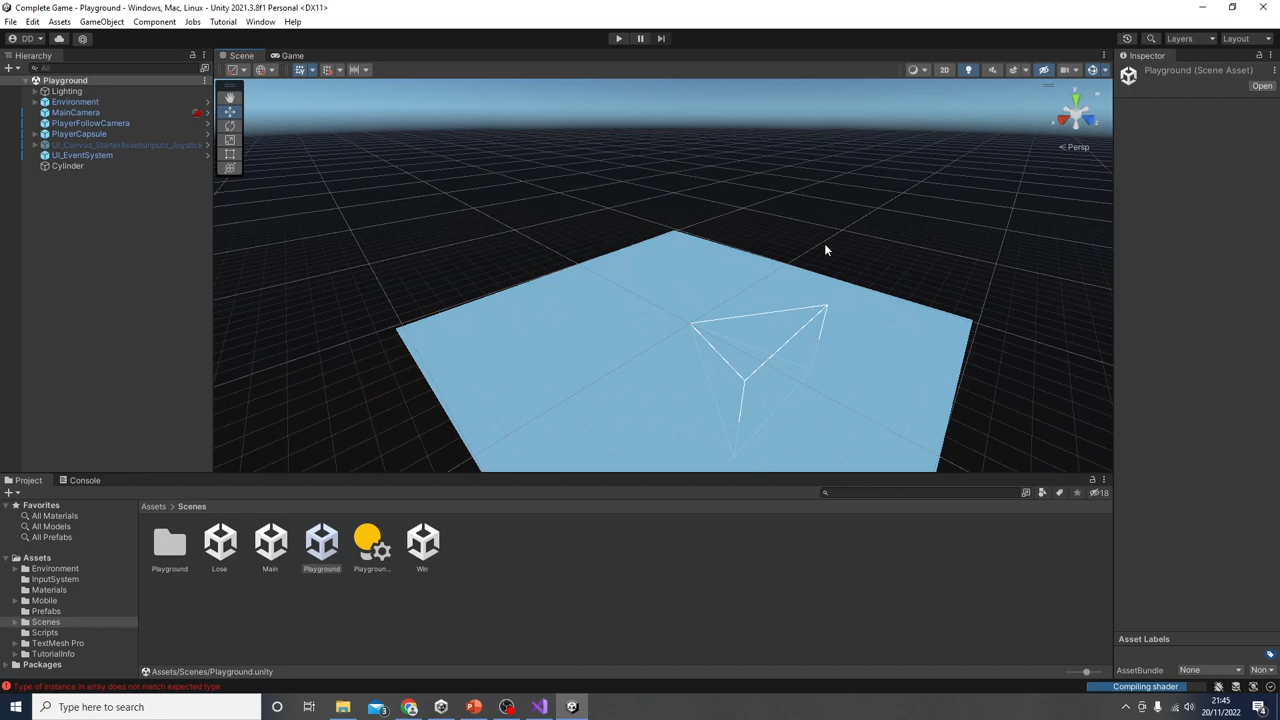 Complete Game - Playground - Windows, Mac, Linux - Unity 2021.3.8f1 Personal <DX11>
File Edit Assets GameObject Component Jobs Tutorial Window Help
DD Layers Layout
Hierarchy Scene Game Inspector
All 2D Playground (Scene Asset)
Playground Open
Lighting
Environment
MainCamera
PlayerFollowCamera
PlayerCapsule
UI_Canvas_StarterAssetsInputs_Joystick
UI_EventSystem
Cylinder
y
x z
Persp
Project Console
18
Favorites Assets Scenes
All Materials
All Models
All Prefabs
Assets
Environment Playground Lose Main Playground Playgroun... Win
InputSystem
Materials
Mobile
Prefabs
Scenes
Scripts
TextMesh Pro Asset Labels
TutorialInfo
Packages Assets/Scenes/Playground.unity AssetBundle None Non
Type of instance in array does not match expected type Compiling shader
Type here to search 3 21:45
20/11/2022